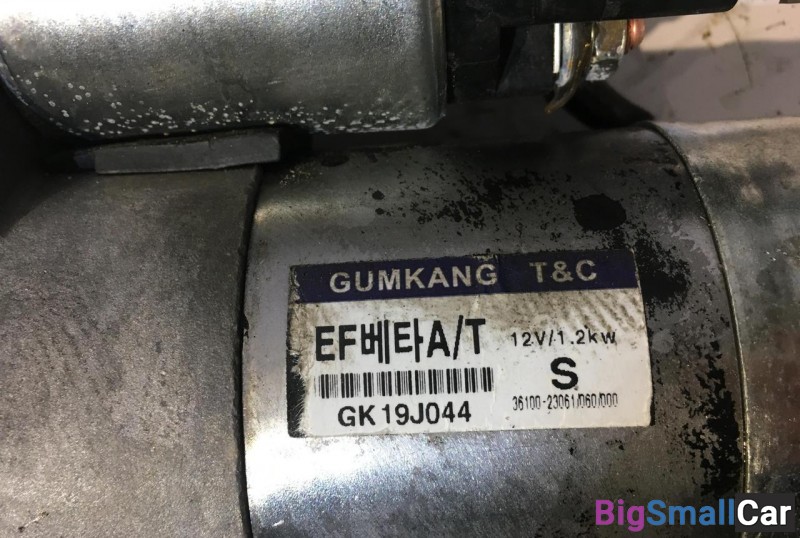 GUMKANG T&C
EF베타A/T 12V/1.2kW
S
GK19J044 36100-23061/060/000
BigSmallCar